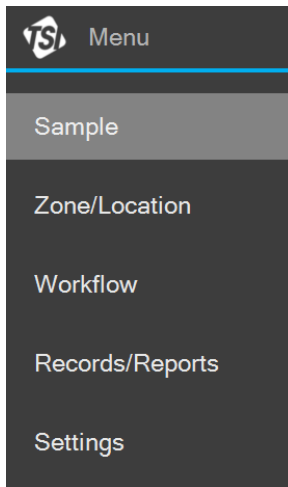 TSI Menu
Sample
Zone/Location
Workflow
Records/Reports
Settings